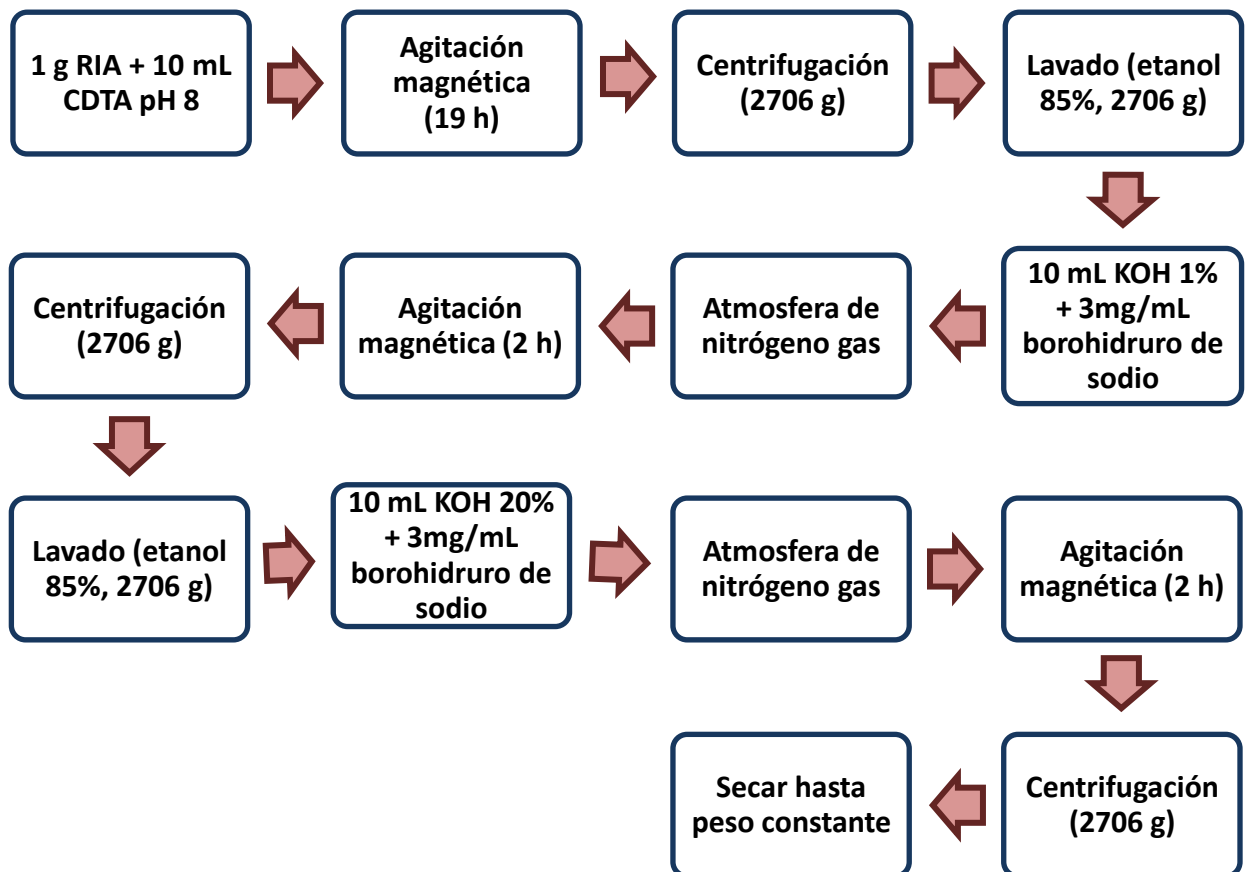 1 g RIA + 10 mL
CDTA pH 8
Agitación
magnética
(19 h)
Centrifugación
(2706 g)
Lavado (etanol
85%, 2706 g)
10 mL KOH 1%
+ 3mg/mL
borohidruro de
sodio
Atmosfera de
nitrógeno gas
Agitación
magnética (2 h)
Centrifugación
(2706 g)
Lavado (etanol
85%, 2706 g)
10 mL KOH 20%
+ 3mg/mL
borohidruro de
sodio
Atmosfera de
nitrógeno gas
Agitación
magnética (2 h)
Centrifugación
(2706 g)
Secar hasta
peso constante